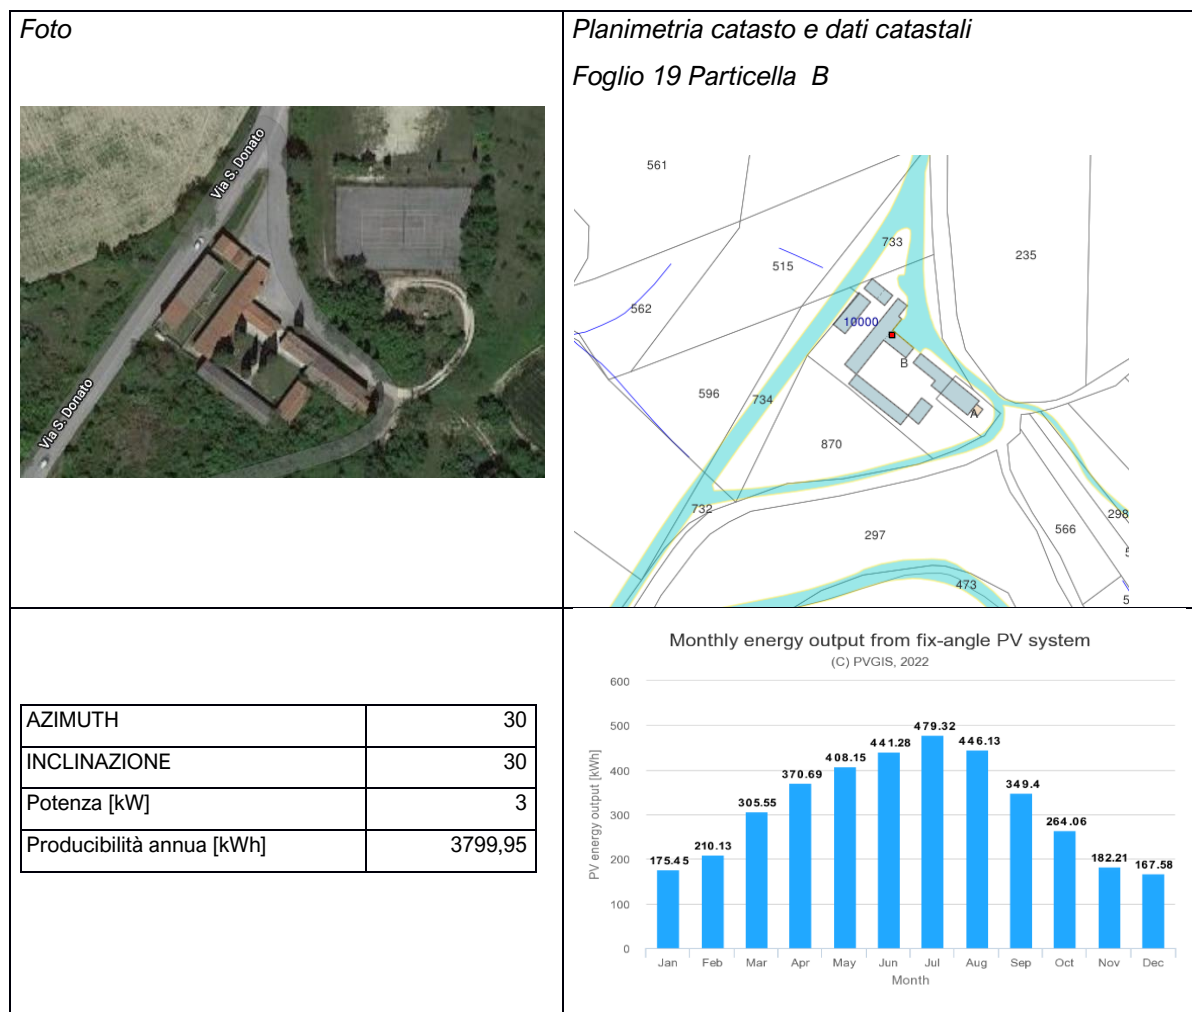 Foto
Via S. Donato
Via S. Donato
Planimetria catasto e dati catastali
Foglio 19 Particella B
561
733
235
515
562
10000
B
596
734
A
870
732
298
297
566
473
5
AZIMUTH 30
INCLINAZIONE 30
Potenza [kW] 3
Producibilità annua [kWh] 3799,95
Monthly energy output from fix-angle PV system
(C) PVGIS, 2022
PV energy output [kWh]
600
500
400
300
200
100
0
175.45
210.13
305.55
370.69
408.15
441.28
479.32
446.13
349.4
264.06
182.21
167.58
Jan Feb Mar Apr May Jun Jul Aug Sep Oct Nov Dec
Month